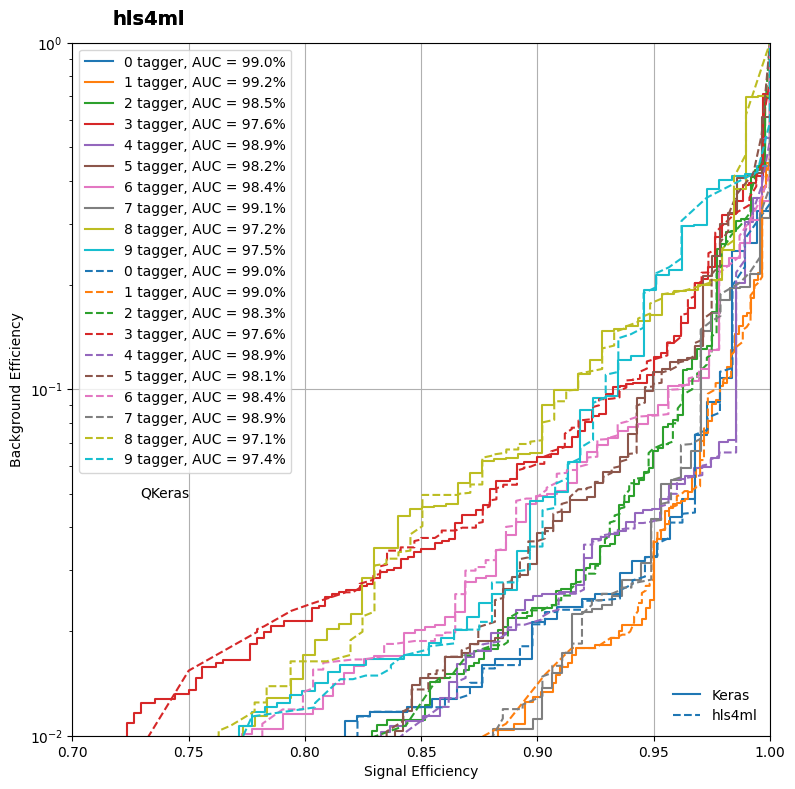 hls4ml
10⁰
0 tagger, AUC = 99.0%
1 tagger, AUC = 99.2%
2 tagger, AUC = 98.5%
3 tagger, AUC = 97.6%
4 tagger, AUC = 98.9%
5 tagger, AUC = 98.2%
6 tagger, AUC = 98.4%
7 tagger, AUC = 99.1%
8 tagger, AUC = 97.2%
9 tagger, AUC = 97.5%
0 tagger, AUC = 99.0%
1 tagger, AUC = 99.0%
2 tagger, AUC = 98.3%
3 tagger, AUC = 97.6%
4 tagger, AUC = 98.9%
5 tagger, AUC = 98.1%
6 tagger, AUC = 98.4%
7 tagger, AUC = 98.9%
8 tagger, AUC = 97.1%
9 tagger, AUC = 97.4%
Background Efficiency
10⁻¹
QKeras
Keras
hls4ml
10⁻²
0.70 0.75 0.80 0.85 0.90 0.95 1.00
Signal Efficiency